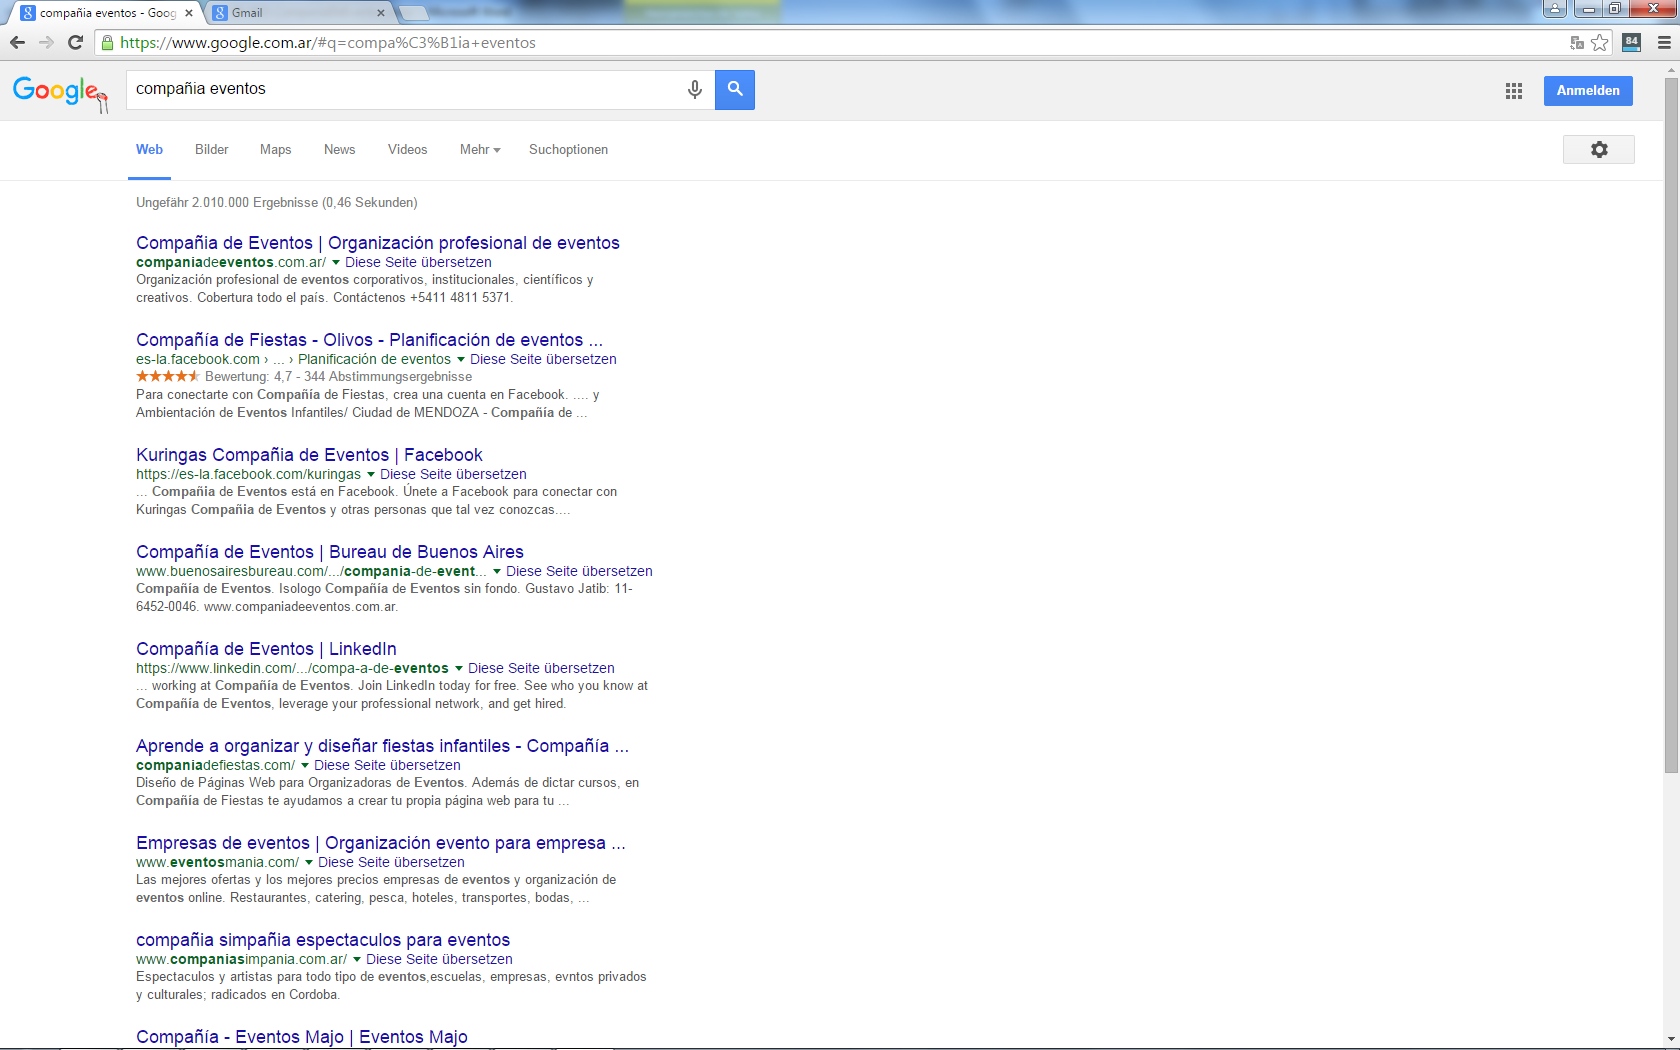 compañia eventos - Goog
Gmail
https://www.google.com.ar/#q=compa%C3%B1ia+eventos
84
Google
compañia eventos
Anmelden
Web Bilder Maps News Videos Mehr Suchoptionen
Ungefähr 2.010.000 Ergebnisse (0,46 Sekunden)
Compañia de Eventos | Organización profesional de eventos
companiadeeventos.com.ar/ Diese Seite übersetzen
Organización profesional de eventos corporativos, institucionales, científicos y
creativos. Cobertura todo el país. Contáctenos +5411 4811 5371.
Compañía de Fiestas - Olivos - Planificación de eventos ...
es-la.facebook.com › ... › Planificación de eventos Diese Seite übersetzen
Bewertung: 4,7 - 344 Abstimmungsergebnisse
Para conectarte con Compañía de Fiestas, crea una cuenta en Facebook. .... y
Ambientación de Eventos Infantiles/ Ciudad de MENDOZA - Compañía de ...
Kuringas Compañia de Eventos | Facebook
https://es-la.facebook.com/kuringas Diese Seite übersetzen
... Compañia de Eventos está en Facebook. Únete a Facebook para conectar con
Kuringas Compañia de Eventos y otras personas que tal vez conozcas....
Compañía de Eventos | Bureau de Buenos Aires
www.buenosairesbureau.com/.../compania-de-event... Diese Seite übersetzen
Compañía de Eventos. Isologo Compañía de Eventos sin fondo. Gustavo Jatib: 11-
6452-0046. www.companiadeeventos.com.ar.
Compañía de Eventos | LinkedIn
https://www.linkedin.com/.../compa-a-de-eventos Diese Seite übersetzen
... working at Compañía de Eventos. Join LinkedIn today for free. See who you know at
Compañía de Eventos, leverage your professional network, and get hired.
Aprende a organizar y diseñar fiestas infantiles - Compañía ...
companiadefiestas.com/ Diese Seite übersetzen
Diseño de Páginas Web para Organizadoras de Eventos. Además de dictar cursos, en
Compañía de Fiestas te ayudamos a crear tu propia página web para tu ...
Empresas de eventos | Organización evento para empresa ...
www.eventosmania.com/ Diese Seite übersetzen
Las mejores ofertas y los mejores precios empresas de eventos y organización de
eventos online. Restaurantes, catering, pesca, hoteles, transportes, bodas, ...
compañia simpañia espectaculos para eventos
www.companiasimpania.com.ar/ Diese Seite übersetzen
Espectaculos y artistas para todo tipo de eventos,escuelas, empresas, evntos privados
y culturales; radicados en Cordoba.
Compañía - Eventos Majo | Eventos Majo